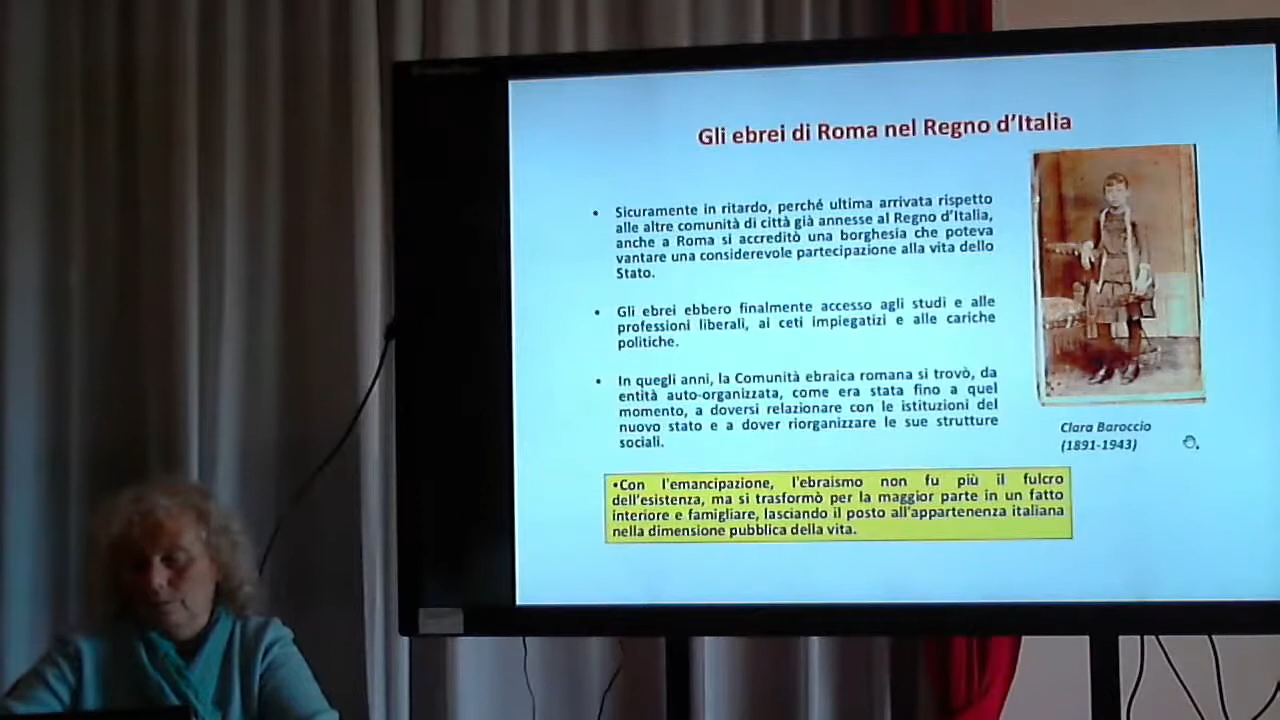 Gli ebrei di Roma nel Regno d'Italia
• Sicuramente in ritardo, perché ultima arrivata rispetto
alle altre comunità di città già annesse al Regno d'Italia,
anche a Roma si accreditò una borghesia che poteva
vantare una considerevole partecipazione alla vita dello
Stato.
• Gli ebrei ebbero finalmente accesso agli studi e alle
professioni liberali, ai ceti impiegatizi e alle cariche
politiche.
• In quegli anni, la Comunità ebraica romana si trovò, da
entità auto-organizzata, come era stata fino a quel
momento, a doversi relazionare con le istituzioni del
nuovo stato e a dover riorganizzare le sue strutture
sociali.
Clara Baroccio
(1891-1943)
•Con l'emancipazione, l'ebraismo non fu più il fulcro
dell'esistenza, ma si trasformò per la maggior parte in un fatto
interiore e famigliare, lasciando il posto all'appartenenza italiana
nella dimensione pubblica della vita.